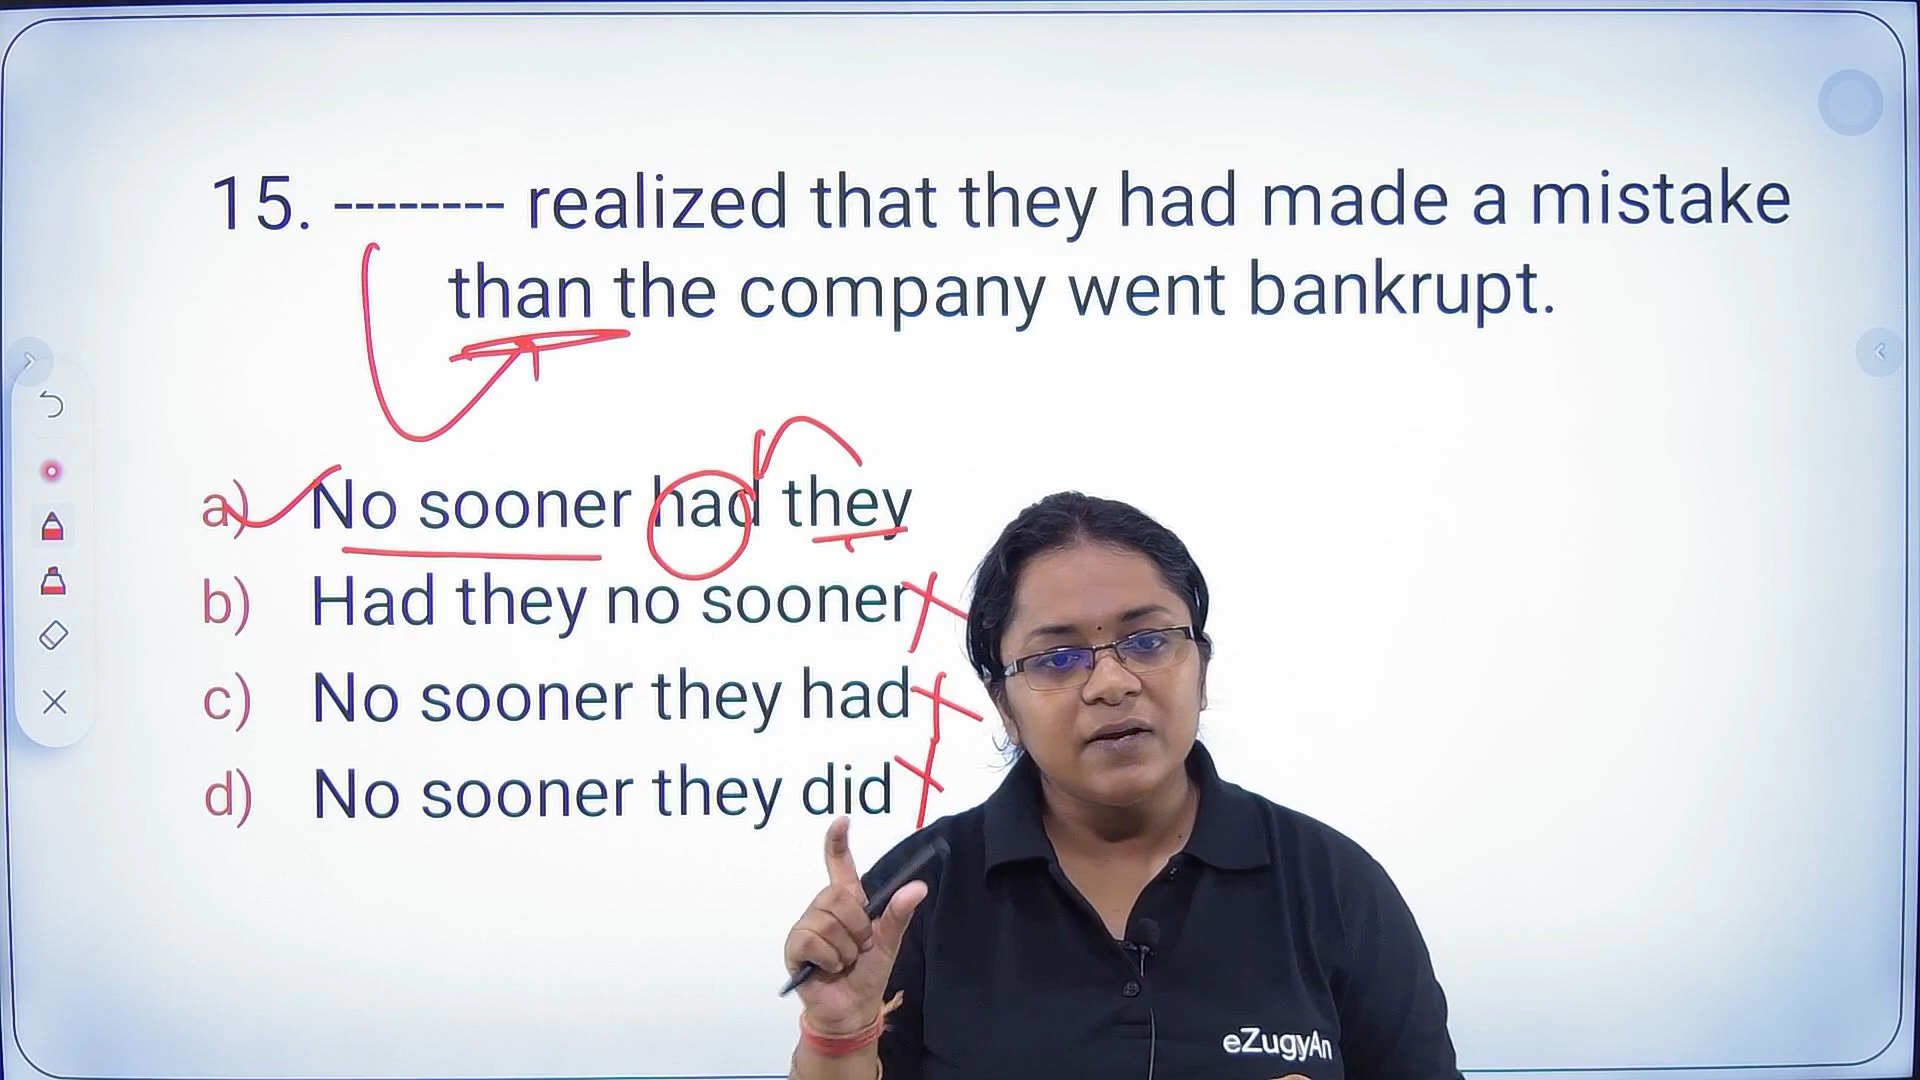 15. -------- realized that they had made a mistake
than the company went bankrupt.
a) No sooner had they
b) Had they no sooner
c) No sooner they had
d) No sooner they did
eZugyAn